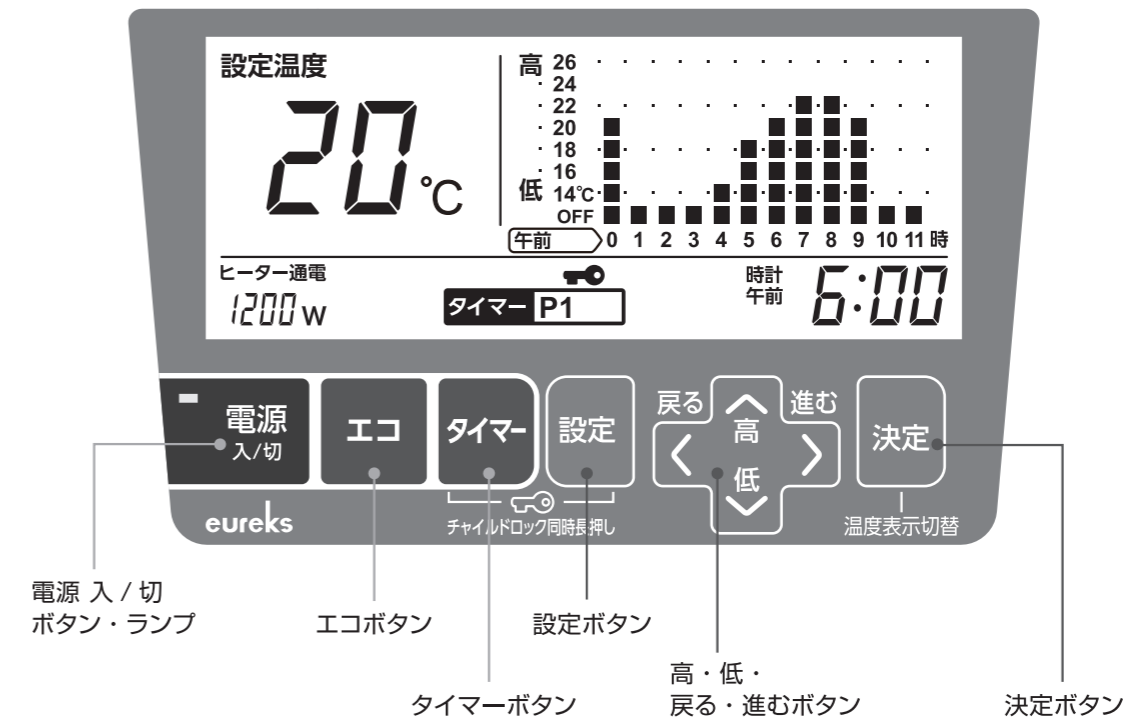 設定温度
20℃
高 26
24
22
20
18
16
低 14℃
OFF
午前 0 1 2 3 4 5 6 7 8 9 10 11 時
ヒーター通電
1200 W
タイマー P1
時計
午前
6:00
電源
入/切
エコ
タイマー
設定
戻る
高
進む
低
決定
eureks
チャイルドロック同時長押し
温度表示切替
電源 入 / 切
ボタン・ランプ
エコボタン
設定ボタン
タイマーボタン
高・低・
戻る・進むボタン
決定ボタン